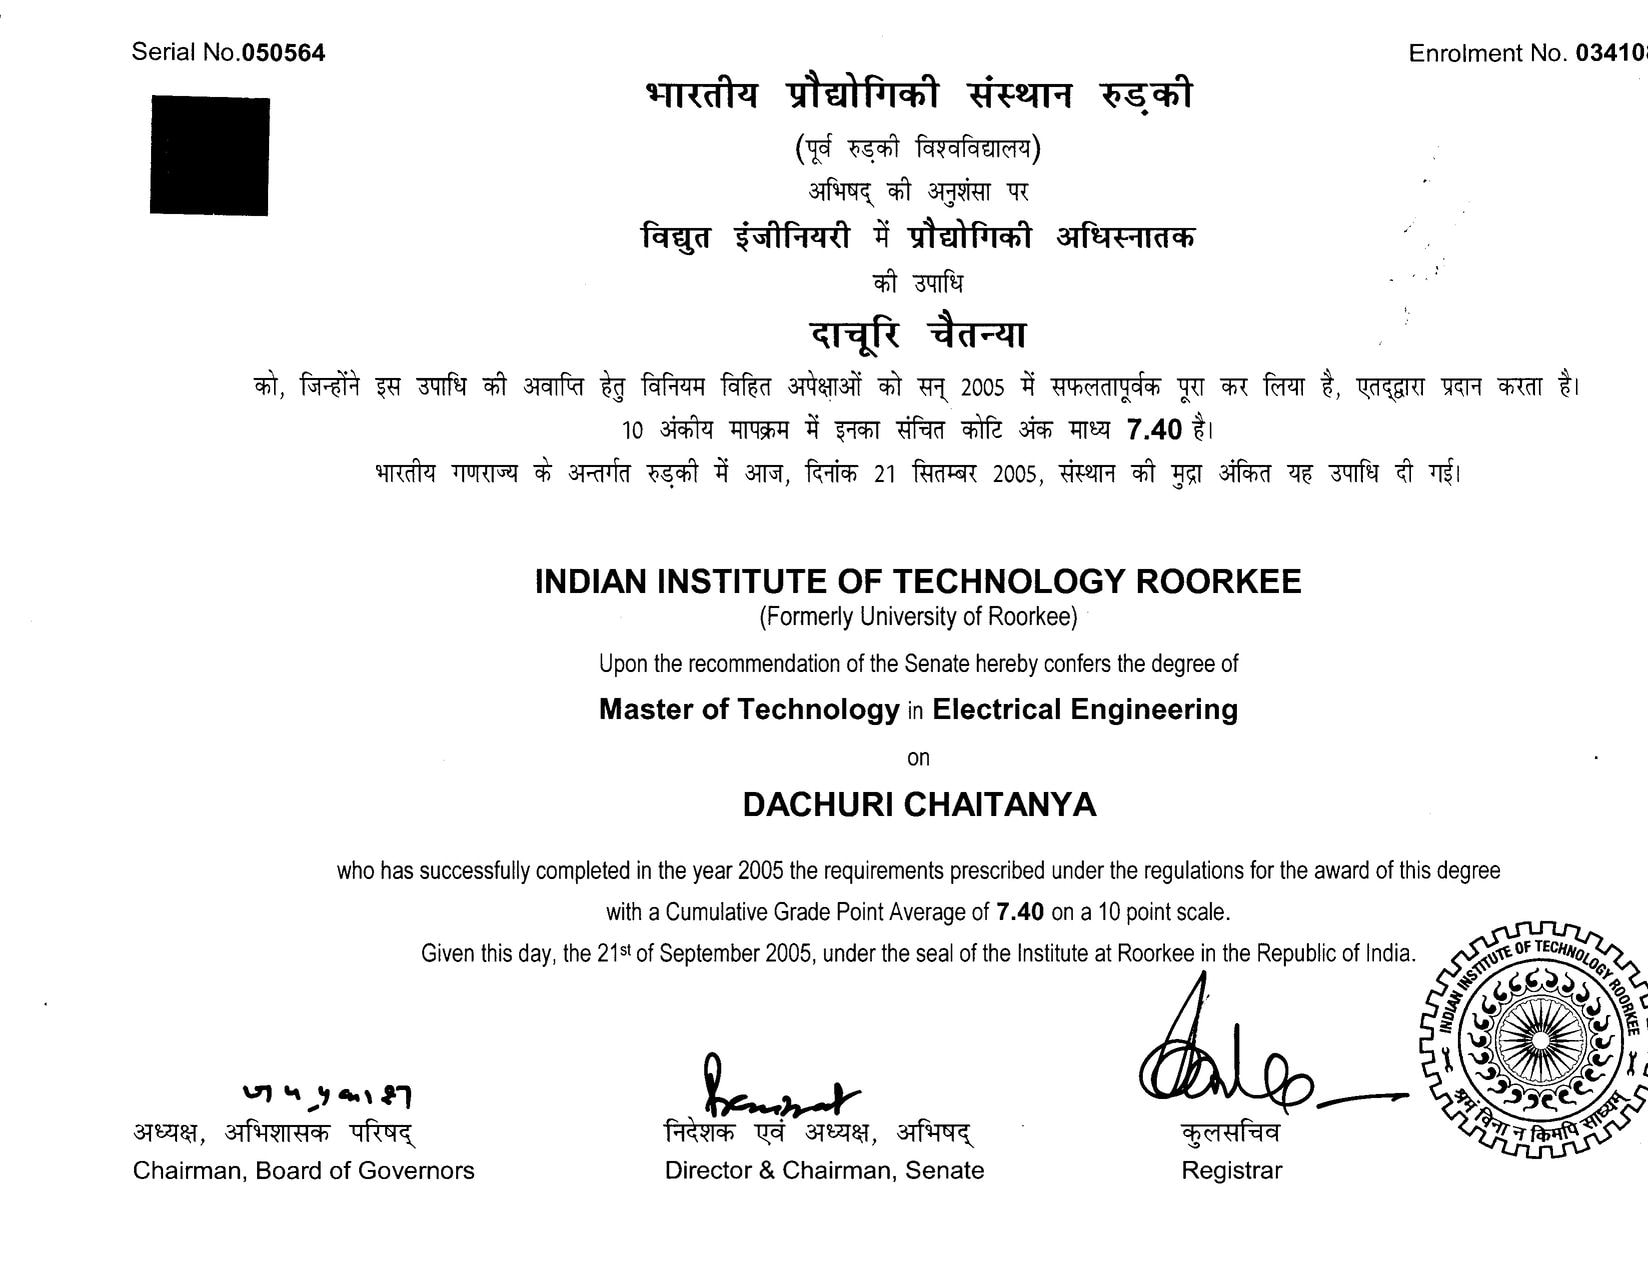 Serial No.050564
Enrolment No. 03410
भारतीय प्रौद्योगिकी संस्थान रुड़की
(पूर्व रुड़की विश्वविद्यालय)
अभिषद् की अनुशंसा पर
विद्युत इंजीनियरी में प्रौद्योगिकी अधिस्नातक
की उपाधि
दाचूरि चैतन्या
को, जिन्होंने इस उपाधि की अवाप्ति हेतु विनियम विहित अपेक्षाओं को सन् 2005 में सफलतापूर्वक पूरा कर लिया है, एतद्द्वारा प्रदान करता है।
10 अंकीय मापक्रम में इनका संचित कोटि अंक माध्य 7.40 है।
भारतीय गणराज्य के अन्तर्गत रुड़की में आज, दिनांक 21 सितम्बर 2005, संस्थान की मुद्रा अंकित यह उपाधि दी गई।
INDIAN INSTITUTE OF TECHNOLOGY ROORKEE
(Formerly University of Roorkee)
Upon the recommendation of the Senate hereby confers the degree of
Master of Technology in Electrical Engineering
on
DACHURI CHAITANYA
who has successfully completed in the year 2005 the requirements prescribed under the regulations for the award of this degree
with a Cumulative Grade Point Average of 7.40 on a 10 point scale.
Given this day, the 21st of September 2005, under the seal of the Institute at Roorkee in the Republic of India.
INDIAN INSTITUTE OF TECHNOLOGY ROORKEE
श्रमं विना न किमपि साध्यम्
अध्यक्ष, अभिशासक परिषद्
Chairman, Board of Governors
निदेशक एवं अध्यक्ष, अभिषद्
Director & Chairman, Senate
कुलसचिव
Registrar